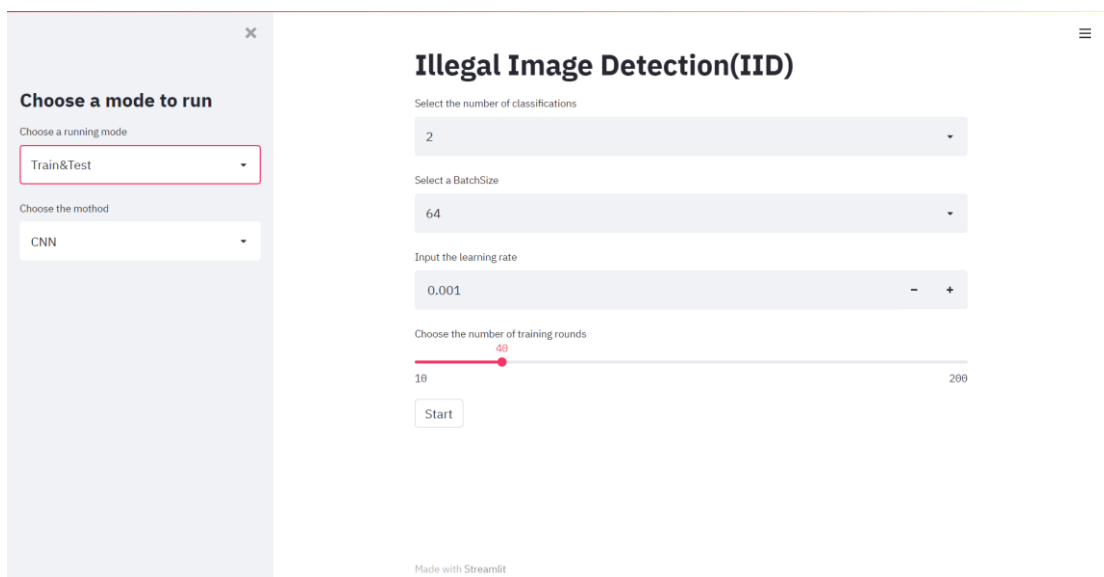 Choose a mode to run
Choose a running mode
Train&Test
Choose the mothod
CNN
Illegal Image Detection(IID)
Select the number of classifications
2
Select a BatchSize
64
Input the learning rate
0.001
Choose the number of training rounds
40
10 200
Start
Made with Streamlit